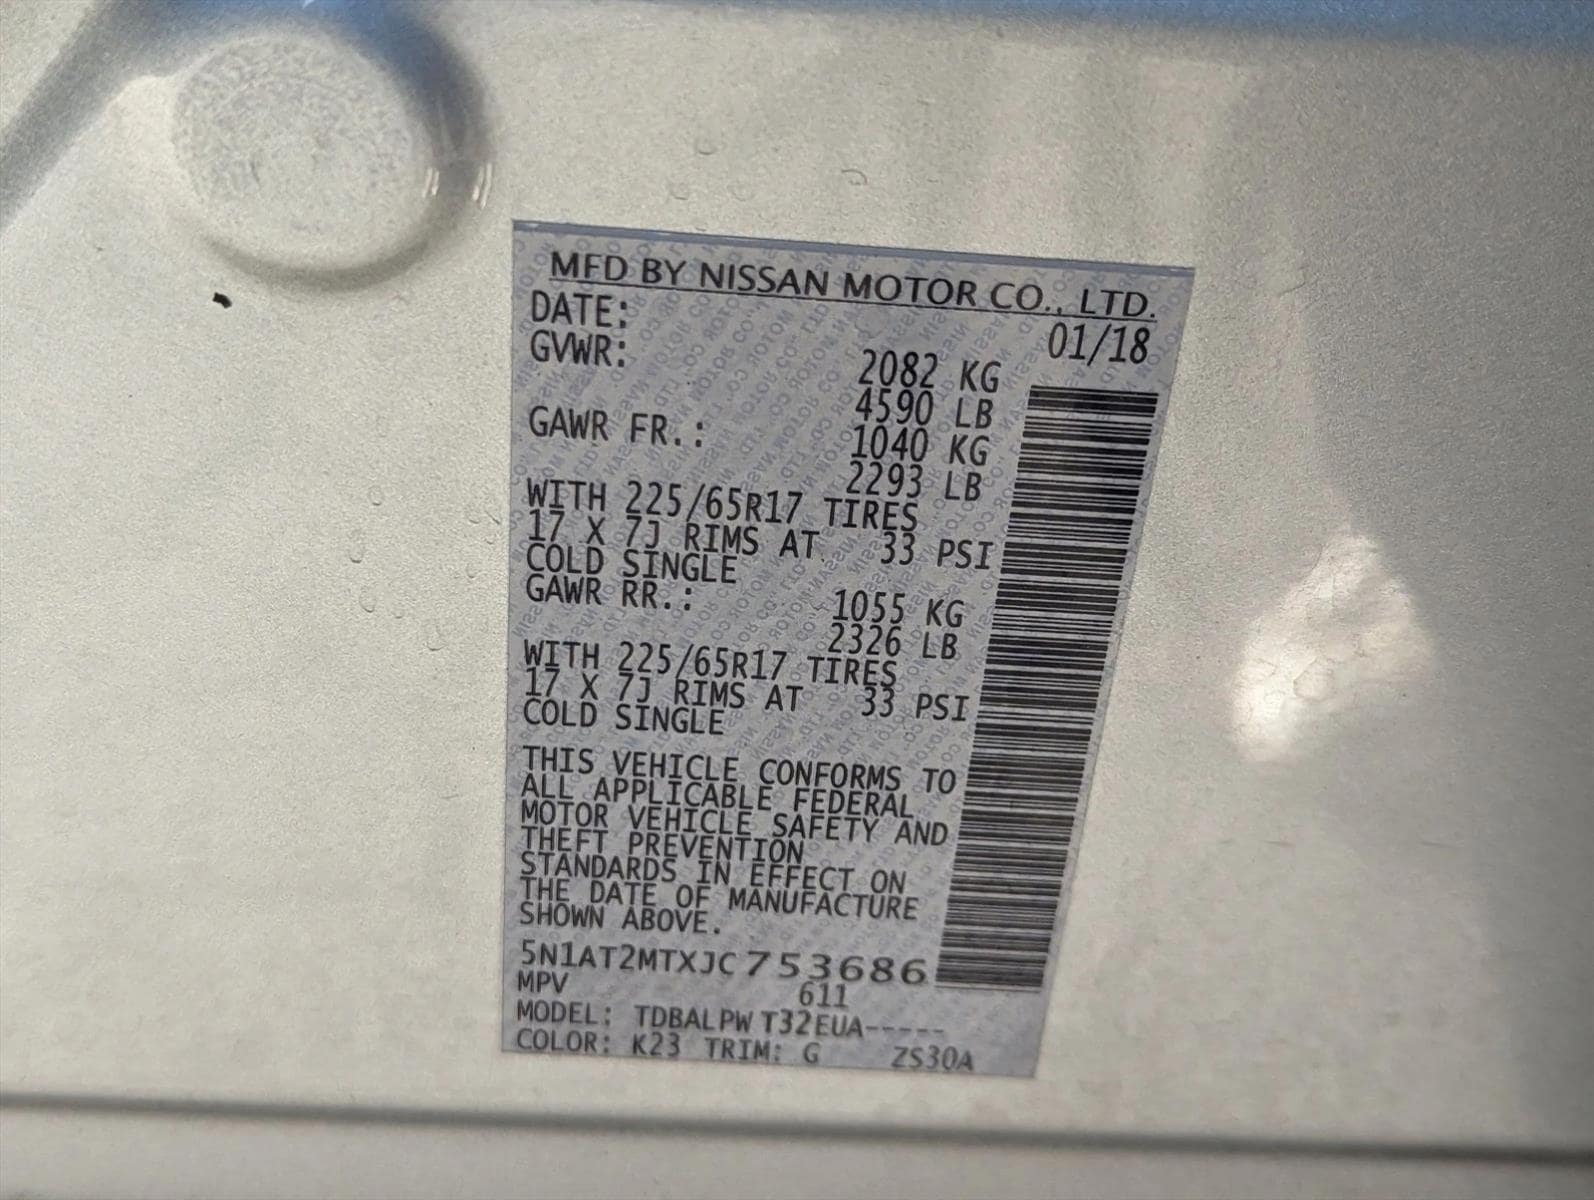 MFD BY NISSAN MOTOR CO., LTD.
DATE: 01/18
GVWR: 2082 KG
4590 LB
GAWR FR.: 1040 KG
2293 LB
WITH 225/65R17 TIRES
17 X 7J RIMS AT 33 PSI
COLD SINGLE
GAWR RR.: 1055 KG
2326 LB
WITH 225/65R17 TIRES
17 X 7J RIMS AT 33 PSI
COLD SINGLE
THIS VEHICLE CONFORMS TO
ALL APPLICABLE FEDERAL
MOTOR VEHICLE SAFETY AND
THEFT PREVENTION
STANDARDS IN EFFECT ON
THE DATE OF MANUFACTURE
SHOWN ABOVE.
5N1AT2MTXJC753686
MPV 611
MODEL: TDBALPW T32EUA-----
COLOR: K23 TRIM: G ZS30A